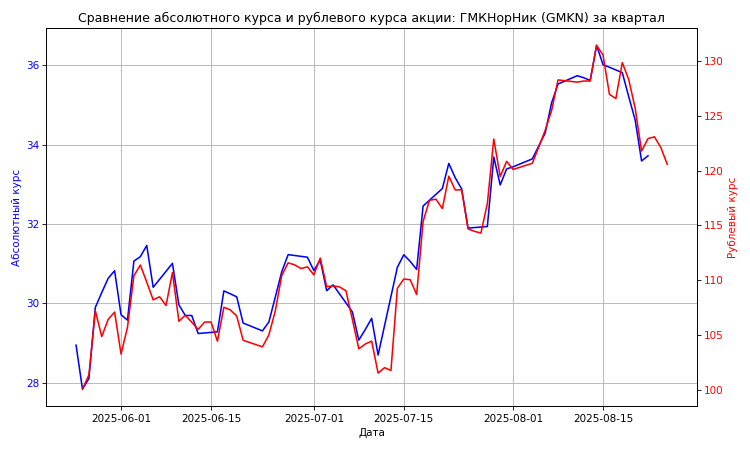 Сравнение абсолютного курса и рублевого курса акции: ГМКНорНик (GMKN) за квартал
36
34
32
30
28
Абсолютный курс
130
125
120
115
110
105
100
Рублевый курс
2025-06-01 2025-06-15 2025-07-01 2025-07-15 2025-08-01 2025-08-15
Дата